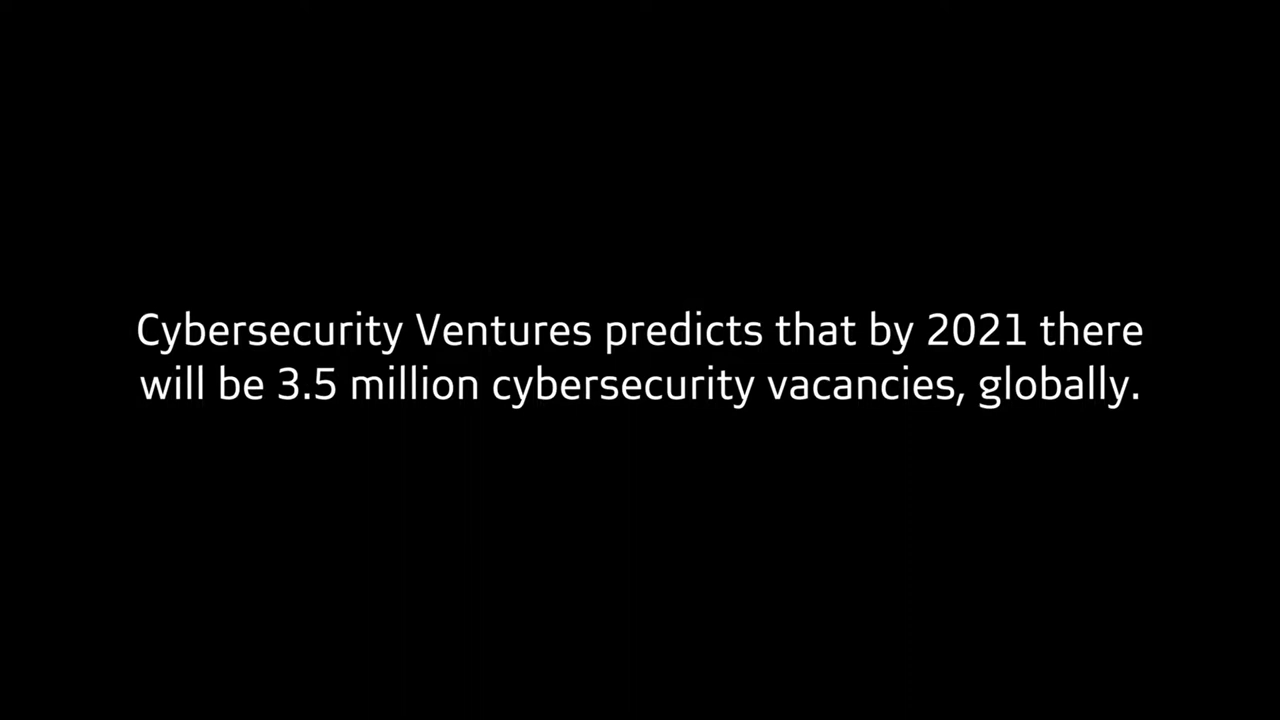 Cybersecurity Ventures predicts that by 2021 there
will be 3.5 million cybersecurity vacancies, globally.